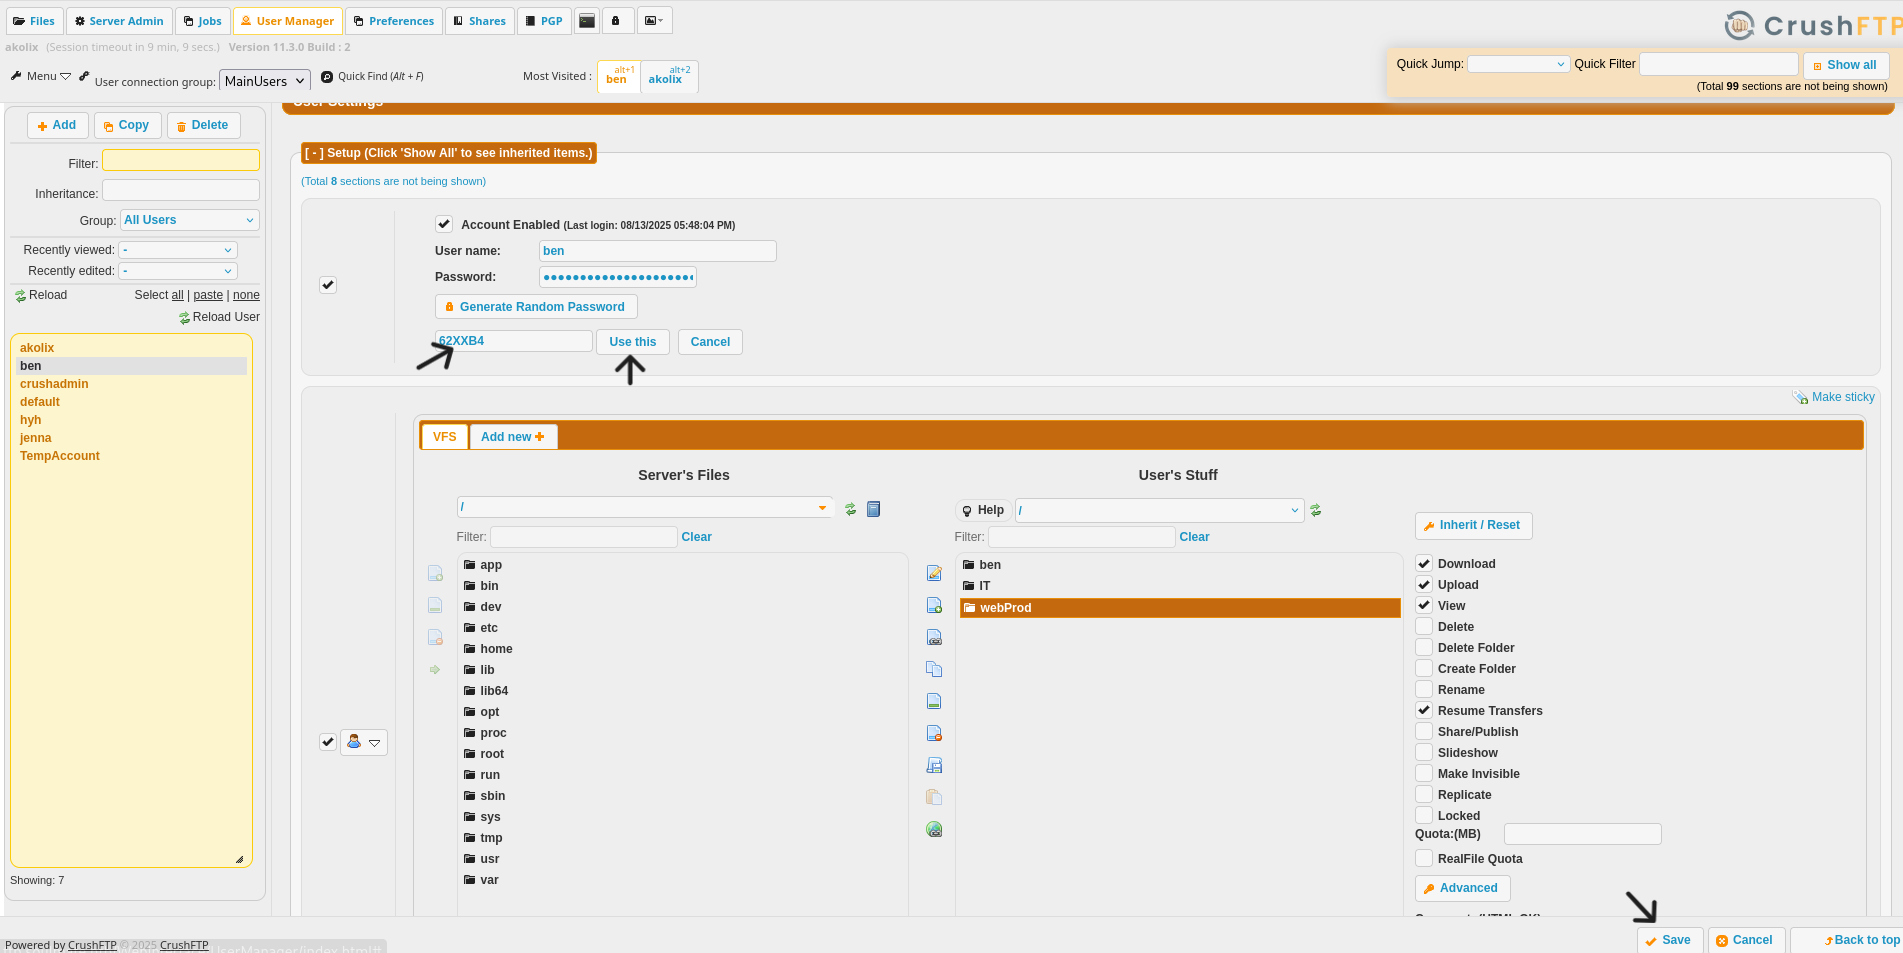 Files Server Admin Jobs User Manager Preferences Shares PGP
CrushFTP
akolix (Session timeout in 9 min, 9 secs.) Version 11.3.0 Build : 2
Menu User connection group: MainUsers Quick Find (Alt + F) Most Visited : alt+1 ben alt+2 akolix
Quick Jump: Quick Filter Show all
(Total 99 sections are not being shown)
User Settings
Add Copy Delete
Filter:
Inheritance:
Group: All Users
Recently viewed: -
Recently edited: -
Reload Select all | paste | none
Reload User
akolix
ben
crushadmin
default
hyh
jenna
TempAccount
Showing: 7
[ - ] Setup (Click 'Show All' to see inherited items.)
(Total 8 sections are not being shown)
Account Enabled (Last login: 08/13/2025 05:48:04 PM)
User name: ben
Password: ●●●●●●●●●●●●●●●●●●●●●
Generate Random Password
62XXB4 Use this Cancel
Make sticky
VFS Add new
Server's Files
/
Filter: Clear
app
bin
dev
etc
home
lib
lib64
opt
proc
root
run
sbin
sys
tmp
usr
var
User's Stuff
Help /
Filter: Clear
ben
IT
webProd
Inherit / Reset
Download
Upload
View
Delete
Delete Folder
Create Folder
Rename
Resume Transfers
Share/Publish
Slideshow
Make Invisible
Replicate
Locked
Quota:(MB)
RealFile Quota
Advanced
Save Cancel Back to top
Powered by CrushFTP © 2025 CrushFTP